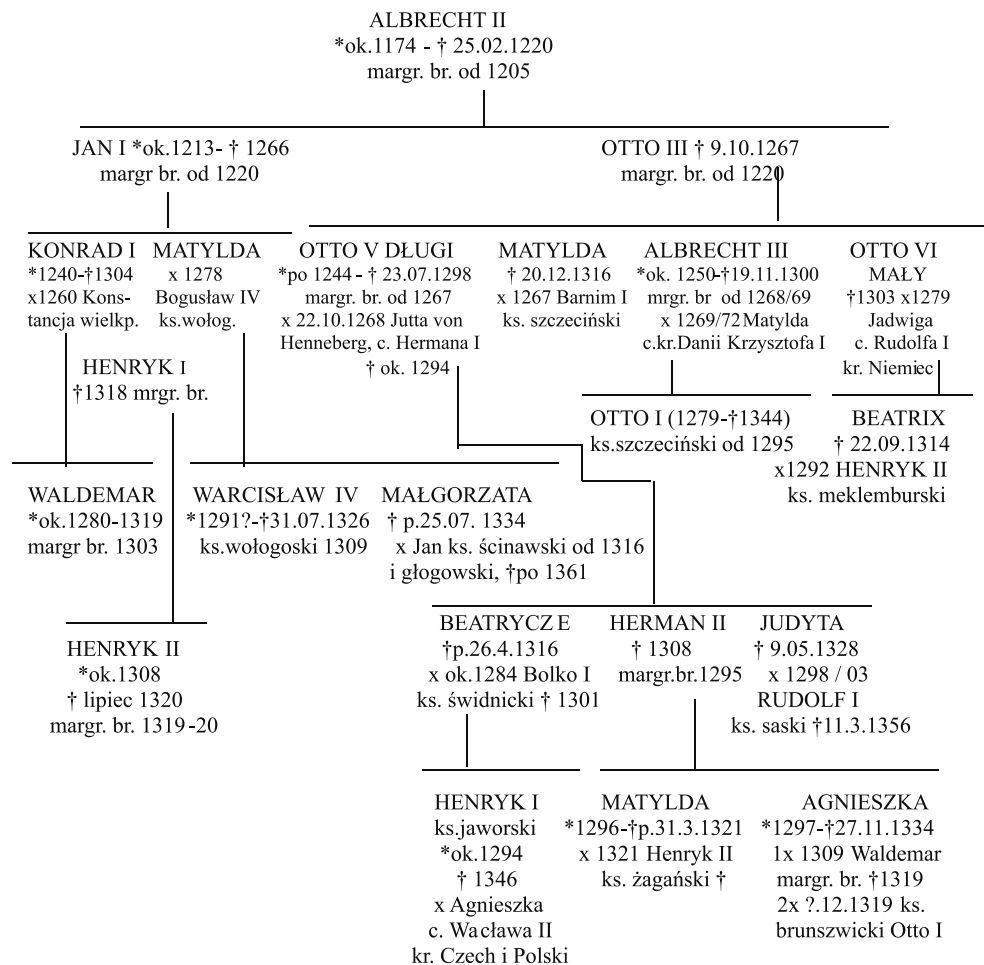 ALBRECHT II
*ok.1174 - † 25.02.1220
margr. br. od 1205
JAN I *ok.1213- † 1266
margr br. od 1220
OTTO III † 9.10.1267
margr. br. od 1220
KONRAD I
*1240-†1304
x1260 Kons-
tancja wielkp.
MATYLDA
x 1278
Bogusław IV
ks.wołog.
OTTO V DŁUGI
*po 1244 - † 23.07.1298
margr. br. od 1267
x 22.10.1268 Jutta von
Henneberg, c. Hermana I
† ok. 1294
MATYLDA
† 20.12.1316
x 1267 Barnim I
ks. szczeciński
ALBRECHT III
*ok. 1250-†19.11.1300
mrgr. br od 1268/69
x 1269/72 Matylda
c.kr.Danii Krzysztofa I
OTTO VI
MAŁY
†1303 x1279
Jadwiga
c. Rudolfa I
kr. Niemiec
HENRYK I
†1318 mrgr. br.
OTTO I (1279-†1344)
ks.szczeciński od 1295
BEATRIX
† 22.09.1314
x1292 HENRYK II
ks. meklemburski
WALDEMAR
*ok.1280-1319
margr br. 1303
WARCISŁAW IV
*1291?-†31.07.1326
ks.wołogoski 1309
MAŁGORZATA
† p.25.07. 1334
x Jan ks. ścinawski od 1316
i głogowski, †po 1361
HENRYK II
*ok.1308
† lipiec 1320
margr. br. 1319-20
BEATRYCZE
†p.26.4.1316
x ok.1284 Bolko I
ks. świdnicki † 1301
HERMAN II
† 1308
margr.br.1295
JUDYTA
† 9.05.1328
x 1298 / 03
RUDOLF I
ks. saski †11.3.1356
HENRYK I
ks.jaworski
*ok.1294
† 1346
x Agnieszka
c. Wacława II
kr. Czech i Polski
MATYLDA
*1296-†p.31.3.1321
x 1321 Henryk II
ks. żagański †
AGNIESZKA
*1297-†27.11.1334
1x 1309 Waldemar
margr. br. †1319
2x ?.12.1319 ks.
brunszwicki Otto I